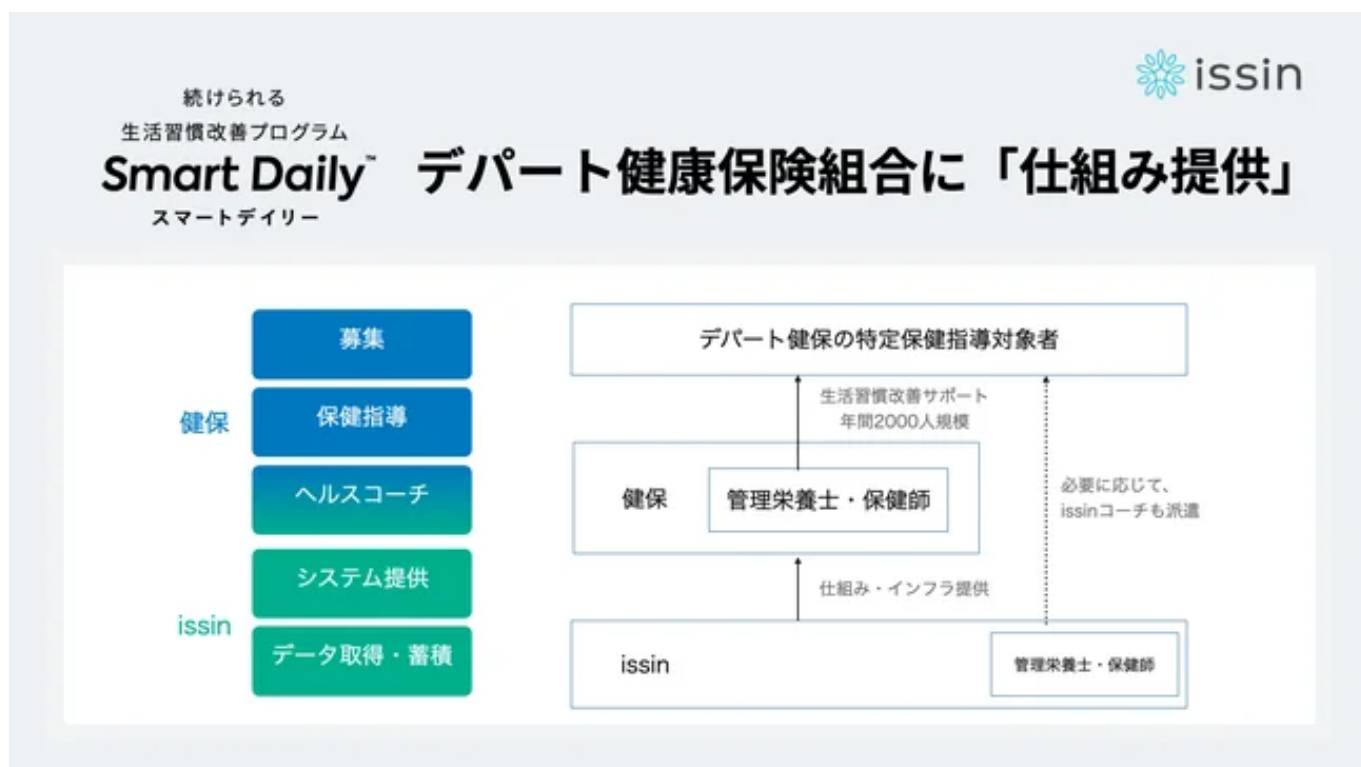 issin
続けられる
生活習慣改善プログラム
Smart Daily™
スマートデイリー
デパート健康保険組合に「仕組み提供」
健保
募集
保健指導
ヘルスコーチ
issin
システム提供
データ取得・蓄積
デパート健保の特定保健指導対象者
生活習慣改善サポート
年間2000人規模
健保
管理栄養士・保健師
必要に応じて、
issinコーチも派遣
仕組み・インフラ提供
issin
管理栄養士・保健師